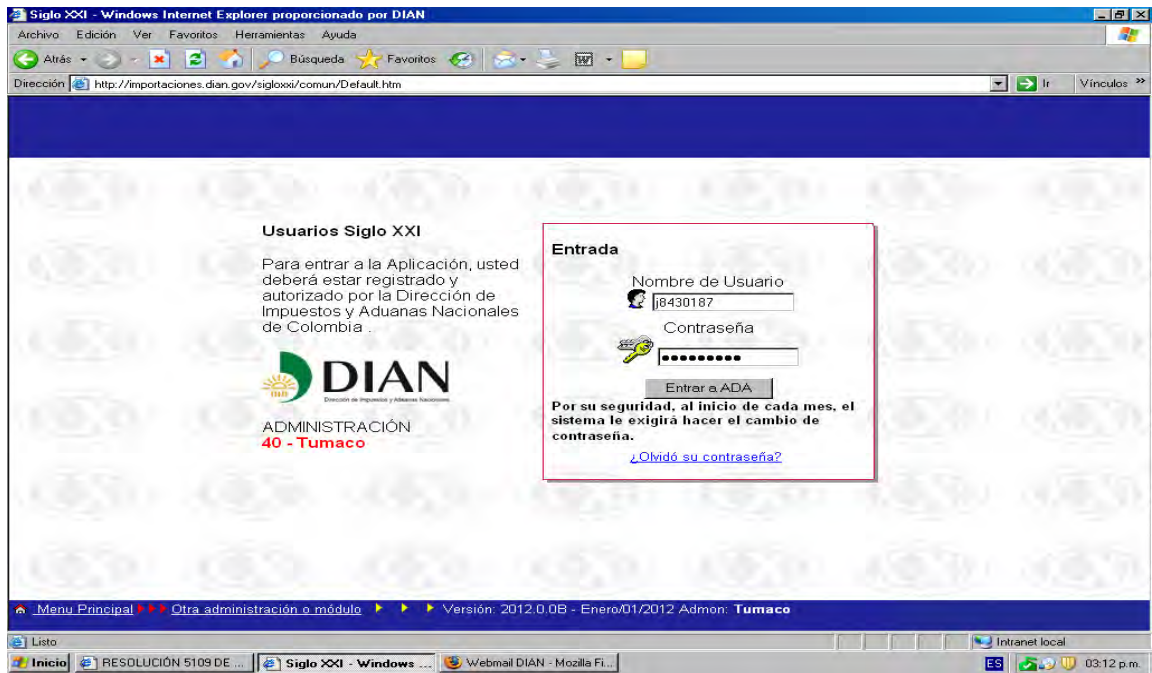 Siglo XXI - Windows Internet Explorer proporcionado por DIAN
Archivo Edición Ver Favoritos Herramientas Ayuda
Atrás Búsqueda Favoritos
Dirección http://importaciones.dian.gov/sigloxxi/comun/Default.htm Ir Vínculos »
Usuarios Siglo XXI
Para entrar a la Aplicación, usted
deberá estar registrado y
autorizado por la Dirección de
Impuestos y Aduanas Nacionales
de Colombia .
DIAN
Dirección de Impuestos y Aduanas Nacionales
ADMINISTRACIÓN
40 - Tumaco
Entrada
Nombre de Usuario
j8430187
Contraseña
•••••••••
Entrar a ADA
Por su seguridad, al inicio de cada mes, el
sistema le exigirá hacer el cambio de
contraseña.
¿Olvidó su contraseña?
Menu Principal Otra administración o módulo Versión: 2012.0.0B - Enero/01/2012 Admon: Tumaco
Listo Intranet local
Inicio RESOLUCIÓN 5109 DE ... Siglo XXI - Windows ... Webmail DIAN - Mozilla Fi... ES 03:12 p.m.